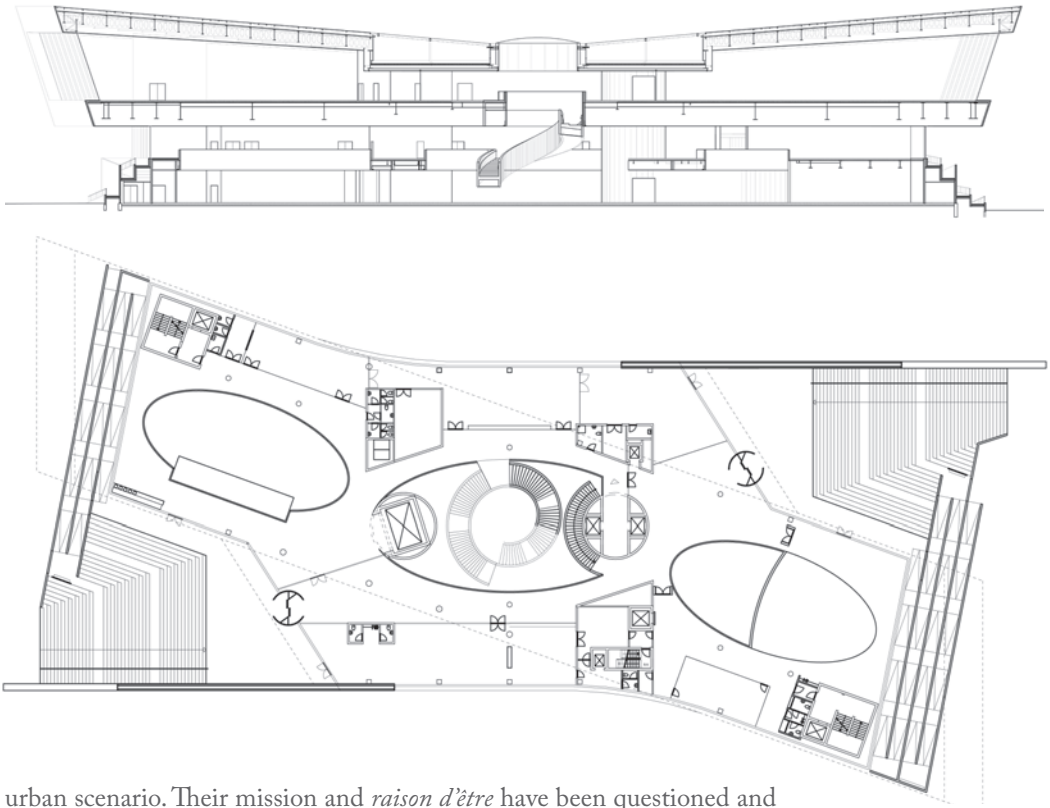 urban scenario. Their mission and raison d’être have been questioned and